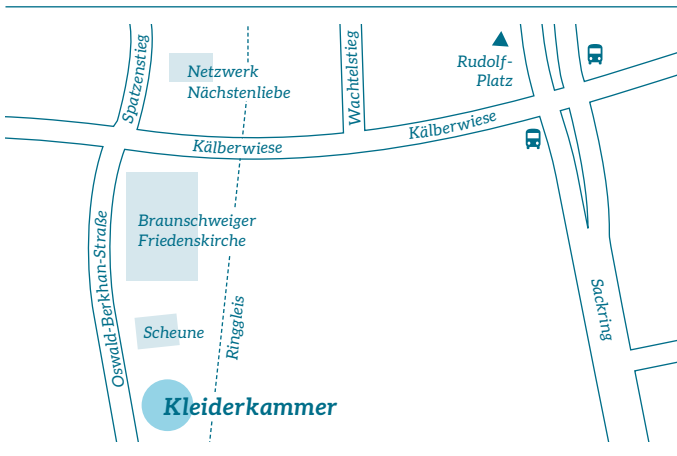 Spatzenstieg
Netzwerk
Nächstenliebe
Wachtelstieg
Rudolf-
Platz
Kälberwiese
Kälberwiese
Braunschweiger
Friedenskirche
Oswald-Berkhan-Straße
Ringgleis
Sackring
Scheune
Kleiderkammer